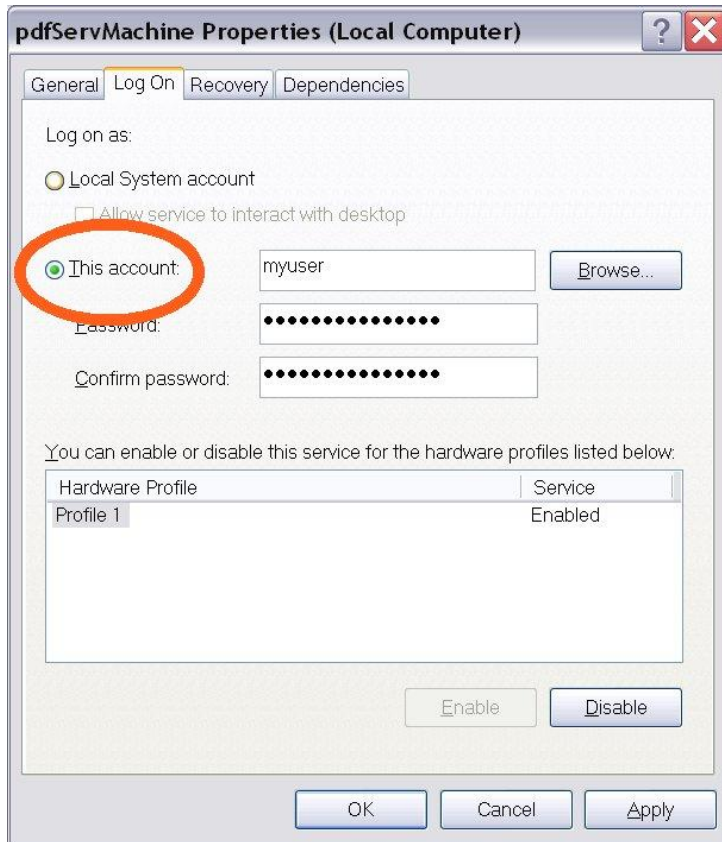 pdfServMachine Properties (Local Computer)
General Log On Recovery Dependencies
Log on as:
Local System account
Allow service to interact with desktop
This account: myuser Browse...
Password: •••••••••••••••
Confirm password: •••••••••••••••
You can enable or disable this service for the hardware profiles listed below:
Hardware Profile Service
Profile 1 Enabled
Enable Disable
OK Cancel Apply